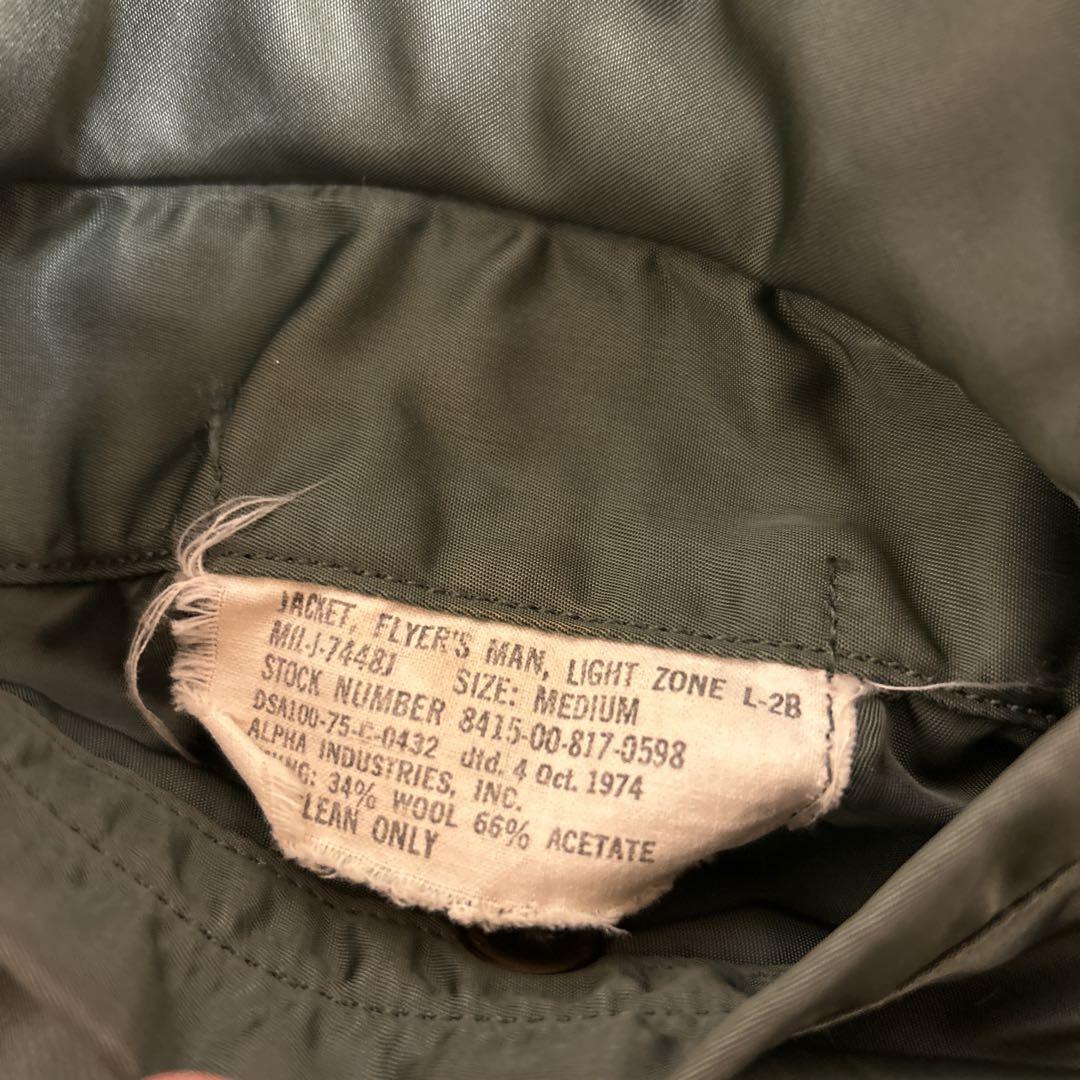 JACKET, FLYER'S MAN, LIGHT ZONE L-2B
MIL-J-7448J SIZE: MEDIUM
STOCK NUMBER 8415-00-817-0598
DSA100-75-C-0432 dtd. 4 Oct. 1974
ALPHA INDUSTRIES, INC.
NG: 34% WOOL 66% ACETATE
LEAN ONLY